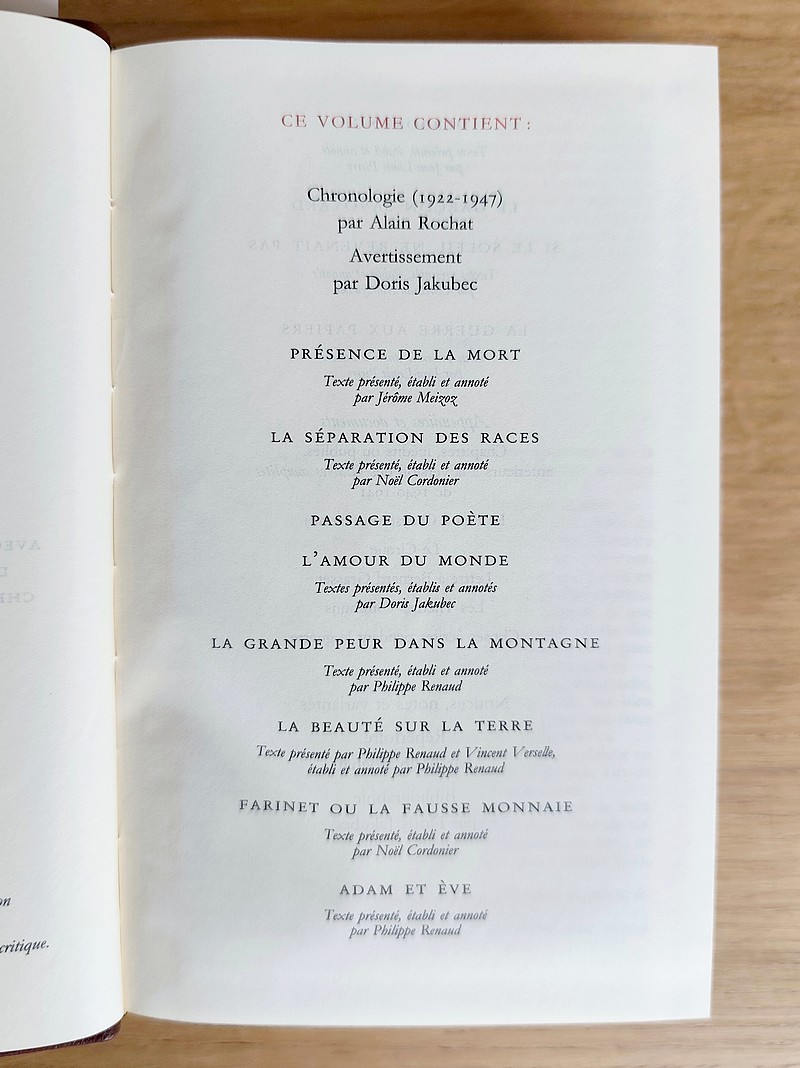 CE VOLUME CONTIENT :
Chronologie (1922-1947)
par Alain Rochat
Avertissement
par Doris Jakubec
PRÉSENCE DE LA MORT
Texte présenté, établi et annoté
par Jérôme Meizoz
LA SÉPARATION DES RACES
Texte présenté, établi et annoté
par Noël Cordonier
PASSAGE DU POÈTE
L'AMOUR DU MONDE
Textes présentés, établis et annotés
par Doris Jakubec
LA GRANDE PEUR DANS LA MONTAGNE
Texte présenté, établi et annoté
par Philippe Renaud
LA BEAUTÉ SUR LA TERRE
Texte présenté par Philippe Renaud et Vincent Verselle,
établi et annoté par Philippe Renaud
FARINET OU LA FAUSSE MONNAIE
Texte présenté, établi et annoté
par Noël Cordonier
ADAM ET ÈVE
Texte présenté, établi et annoté
par Philippe Renaud
critique.